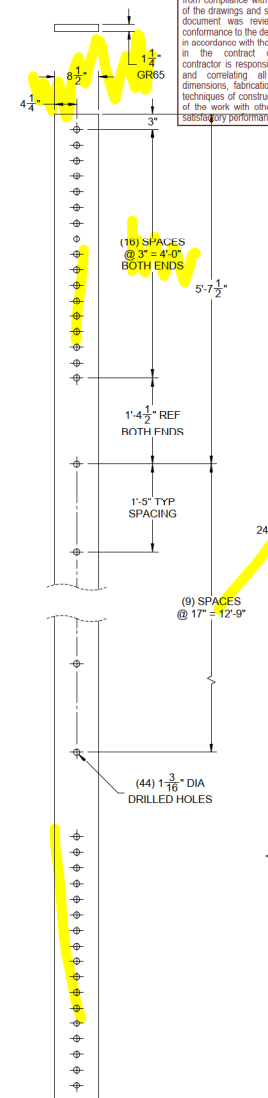 from compliance with
of the drawings and s
document was review
conformance to the de
in accordance with tho
in the contract d
contractor is responsi
and correlating all
dimensions, fabricatio
techniques of construc
of the work with othe
satisfactory performan
1 1/4"
GR65
8 1/2"
4 1/4"
3"
(16) SPACES
@ 3" = 4'-0"
BOTH ENDS
5'-7 1/2"
1'-4 1/2" REF
BOTH ENDS
1'-5" TYP
SPACING
24
(9) SPACES
@ 17" = 12'-9"
(44) 1 3/16" DIA
DRILLED HOLES